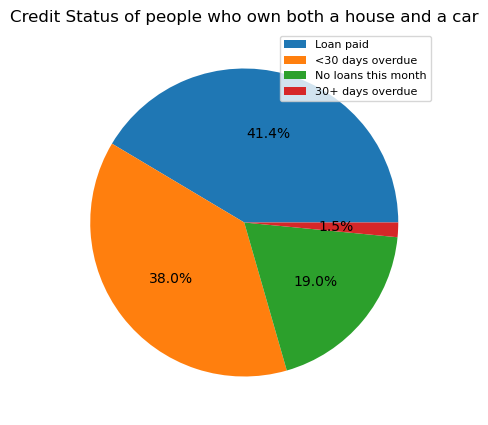 Credit Status of people who own both a house and a car
Loan paid
<30 days overdue
No loans this month
30+ days overdue
41.4%
1.5%
38.0%
19.0%